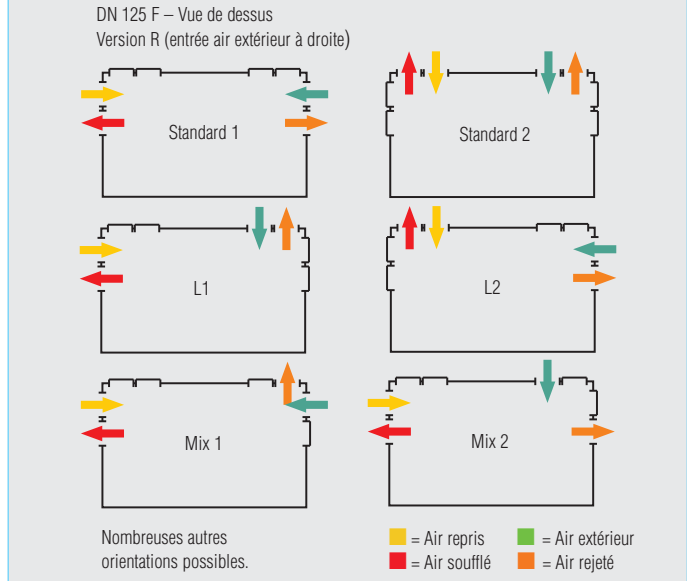 DN 125 F – Vue de dessus
Version R (entrée air extérieur à droite)
Standard 1
Standard 2
L1
L2
Mix 1
Mix 2
Nombreuses autres
orientations possibles.
= Air repris
= Air extérieur
= Air soufflé
= Air rejeté